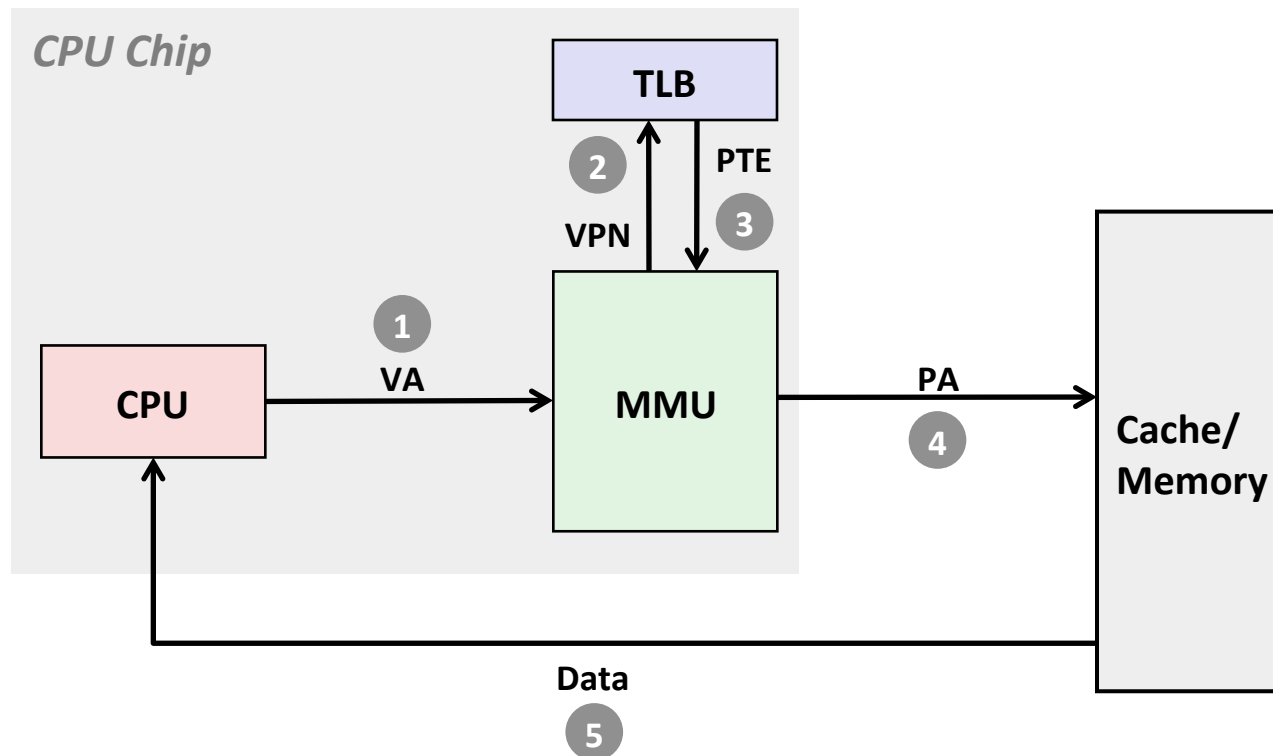 CPU Chip
TLB
2
PTE
VPN
3
1
VA
CPU
MMU
PA
4
Cache/
Memory
Data
5